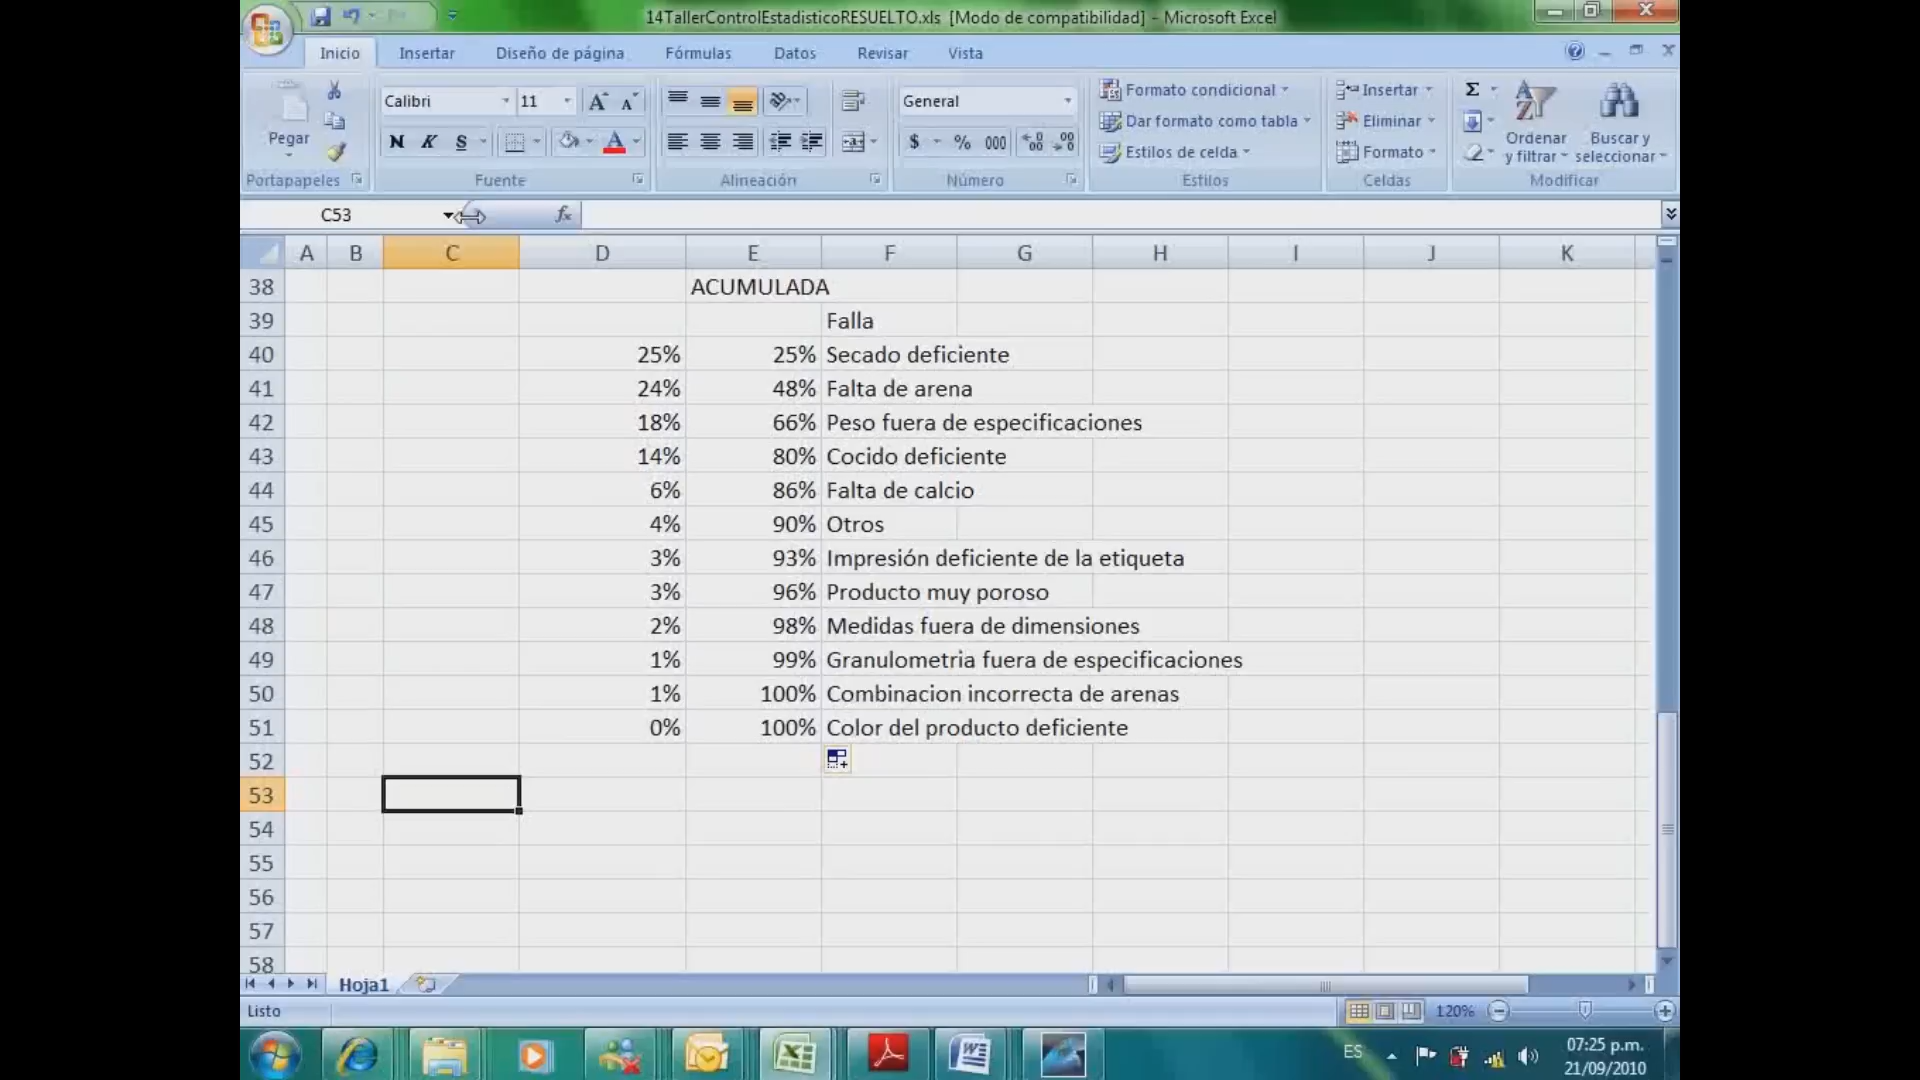 14TallerControlEstadisticoRESUELTO.xls [Modo de compatibilidad] - Microsoft Excel
Inicio Insertar Diseño de página Fórmulas Datos Revisar Vista
Calibri 11 General Formato condicional Insertar Σ
Pegar N K S $ % 000 Dar formato como tabla Eliminar Ordenar y filtrar Buscar y seleccionar
Estilos de celda Formato
Portapapeles Fuente Alineación Número Estilos Celdas Modificar
C53 fx
A B C D E F G H I J K
38 ACUMULADA
39 Falla
40 25% 25% Secado deficiente
41 24% 48% Falta de arena
42 18% 66% Peso fuera de especificaciones
43 14% 80% Cocido deficiente
44 6% 86% Falta de calcio
45 4% 90% Otros
46 3% 93% Impresión deficiente de la etiqueta
47 3% 96% Producto muy poroso
48 2% 98% Medidas fuera de dimensiones
49 1% 99% Granulometria fuera de especificaciones
50 1% 100% Combinacion incorrecta de arenas
51 0% 100% Color del producto deficiente
52
53
54
55
56
57
58
Hoja1
Listo 120%
ES 07:25 p.m.
21/09/2010